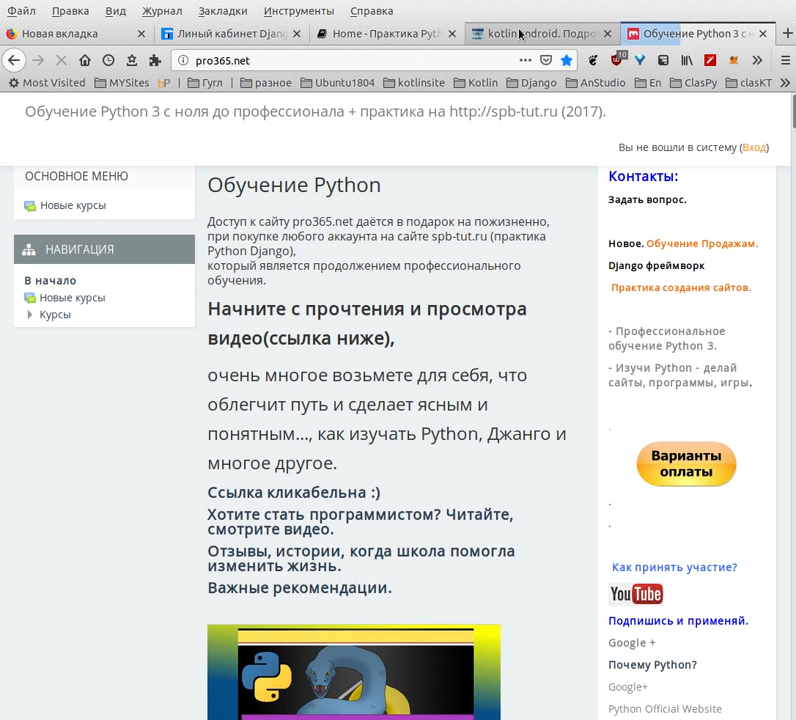 Файл Правка Вид Журнал Закладки Инструменты Справка
Новая вкладка
Линый кабинет Djang
Home - Практика Pyth
kotlin android. Подро
Обучение Python 3 с н
pro365.net
10
Most Visited MYSites Гугл разное Ubuntu1804 kotlinsite Kotlin Django AnStudio En ClasPy clasKT
Обучение Python 3 с ноля до профессионала + практика на http://spb-tut.ru (2017).
Вы не вошли в систему (Вход)
ОСНОВНОЕ МЕНЮ
Новые курсы
НАВИГАЦИЯ
В начало
Новые курсы
Курсы
Обучение Python
Доступ к сайту pro365.net даётся в подарок на пожизненно,
при покупке любого аккаунта на сайте spb-tut.ru (практика
Python Django),
который является продолжением профессионального
обучения.
Начните с прочтения и просмотра
видео(ссылка ниже),
очень многое возьмете для себя, что
облегчит путь и сделает ясным и
понятным..., как изучать Python, Джанго и
многое другое.
Ссылка кликабельна :)
Хотите стать программистом? Читайте,
смотрите видео.
Отзывы, истории, когда школа помогла
изменить жизнь.
Важные рекомендации.
Контакты:
Задать вопрос.
Новое. Обучение Продажам.
Django фреймворк
Практика создания сайтов.
- Профессиональное
обучение Python 3.
- Изучи Python - делай
сайты, программы, игры.
Варианты
оплаты
.
.
Как принять участие?
YouTube
Подпишись и применяй.
Google +
Почему Python?
Google+
Python Official Website